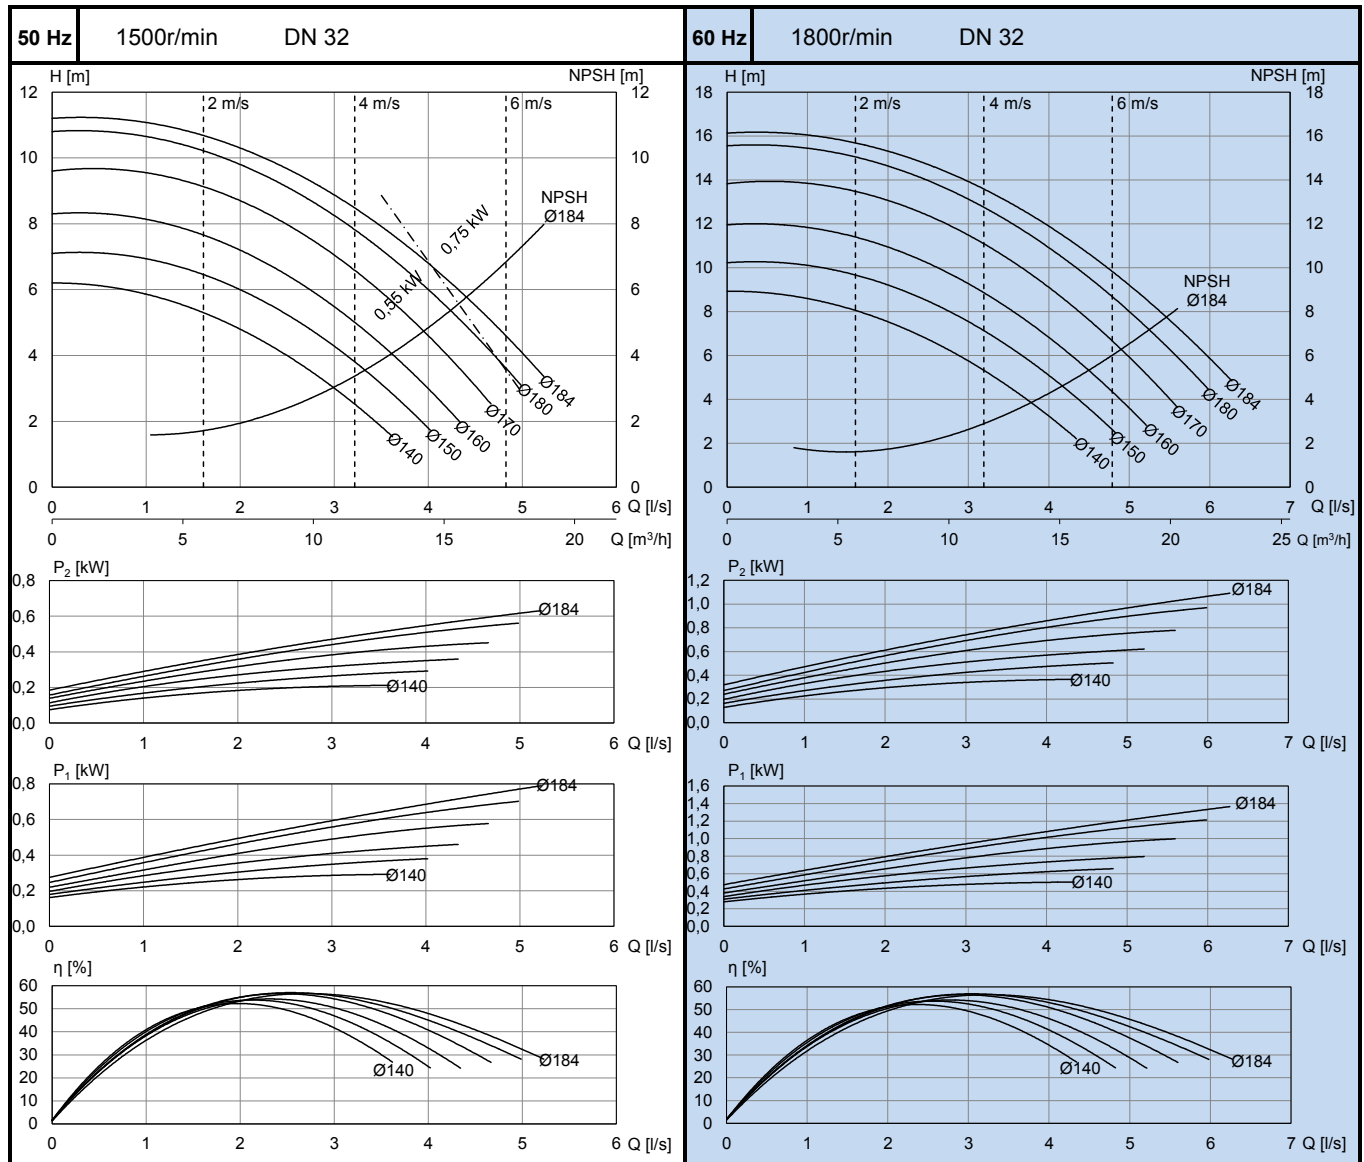 50 Hz 1500r/min DN 32
H [m] NPSH [m]
12 2 m/s 4 m/s 6 m/s 12
10 10
NPSH
8 Ø184 8
0,75 kW
6 0,55 kW 6
4 4
Ø184
Ø180
Ø170
2 Ø160 2
Ø150
Ø140
0 0
0 1 2 3 4 5 6 Q [l/s]
0 5 10 15 20 Q [m³/h]
P₂ [kW]
0,8
0,6 Ø184
0,4
0,2 Ø140
0,0
0 1 2 3 4 5 6 Q [l/s]
P₁ [kW]
0,8 Ø184
0,6
0,4
Ø140
0,2
0,0
0 1 2 3 4 5 6 Q [l/s]
η [%]
60
50
40
30 Ø184
20 Ø140
10
0
0 1 2 3 4 5 6 Q [l/s]
60 Hz 1800r/min DN 32
H [m] NPSH [m]
18 2 m/s 4 m/s 6 m/s 18
16 16
14 14
12 12
10 10
NPSH
8 Ø184 8
6 6
4 Ø184 4
Ø180
Ø170
Ø160
2 Ø150 2
Ø140
0 0
0 1 2 3 4 5 6 7 Q [l/s]
0 5 10 15 20 25 Q [m³/h]
P₂ [kW]
1,2
Ø184
1,0
0,8
0,6
0,4 Ø140
0,2
0,0
0 1 2 3 4 5 6 7 Q [l/s]
P₁ [kW]
1,6
1,4 Ø184
1,2
1,0
0,8
0,6
0,4 Ø140
0,2
0,0
0 1 2 3 4 5 6 7 Q [l/s]
η [%]
60
50
40
30 Ø184
20 Ø140
10
0
0 1 2 3 4 5 6 7 Q [l/s]